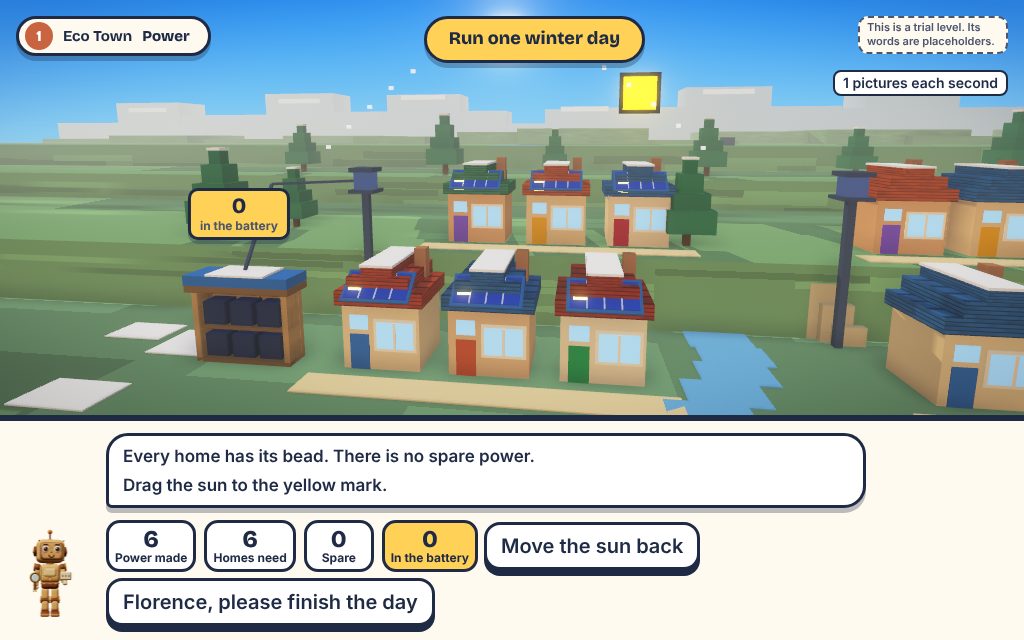 1 Eco Town Power
Run one winter day
This is a trial level. Its
words are placeholders.
1 pictures each second
0
in the battery
Every home has its bead. There is no spare power.
Drag the sun to the yellow mark.
6
Power made
6
Homes need
0
Spare
0
In the battery
Move the sun back
Florence, please finish the day